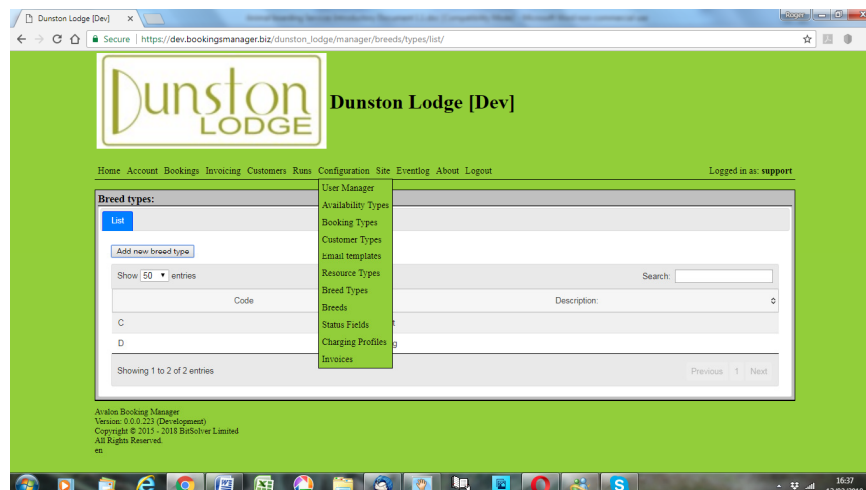 Dunston Lodge [Dev]
Roger
Secure | https://dev.bookingsmanager.biz/dunston_lodge/manager/breeds/types/list/
Dunston
LODGE
Dunston Lodge [Dev]
Home Account Bookings Invoicing Customers Runs Configuration Site Eventlog About Logout
Logged in as: support
User Manager
Availability Types
Booking Types
Customer Types
Email templates
Resource Types
Breed Types
Breeds
Status Fields
Charging Profiles
Invoices
Breed types:
List
Add new breed type
Show 50 entries
Search:
Code
Description:
C
t
D
g
Showing 1 to 2 of 2 entries
Previous 1 Next
Avalon Booking Manager
Version: 0.0.0.223 (Development)
Copyright © 2015 - 2018 BitSolver Limited
All Rights Reserved.
en
16:37